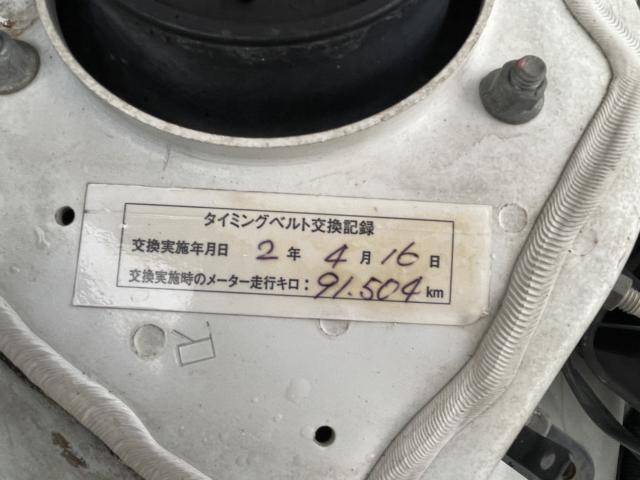 タイミングベルト交換記録
交換実施年月日 2 年 4 月 16 日
交換実施時のメーター走行キロ：91.504 km